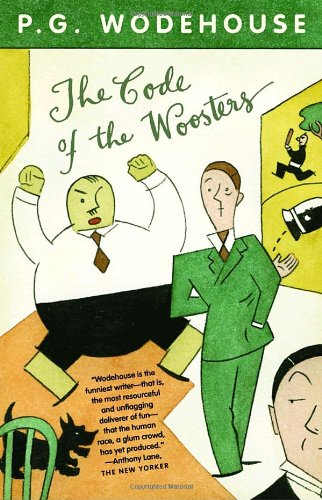 P.G. WODEHOUSE
The Code
of the Woosters
"Wodehouse is the
funniest writer—that is,
the most resourceful
and unflagging
deliverer of fun—
that the human
race, a glum crowd,
has yet produced."
—Anthony Lane,
THE NEW YORKER